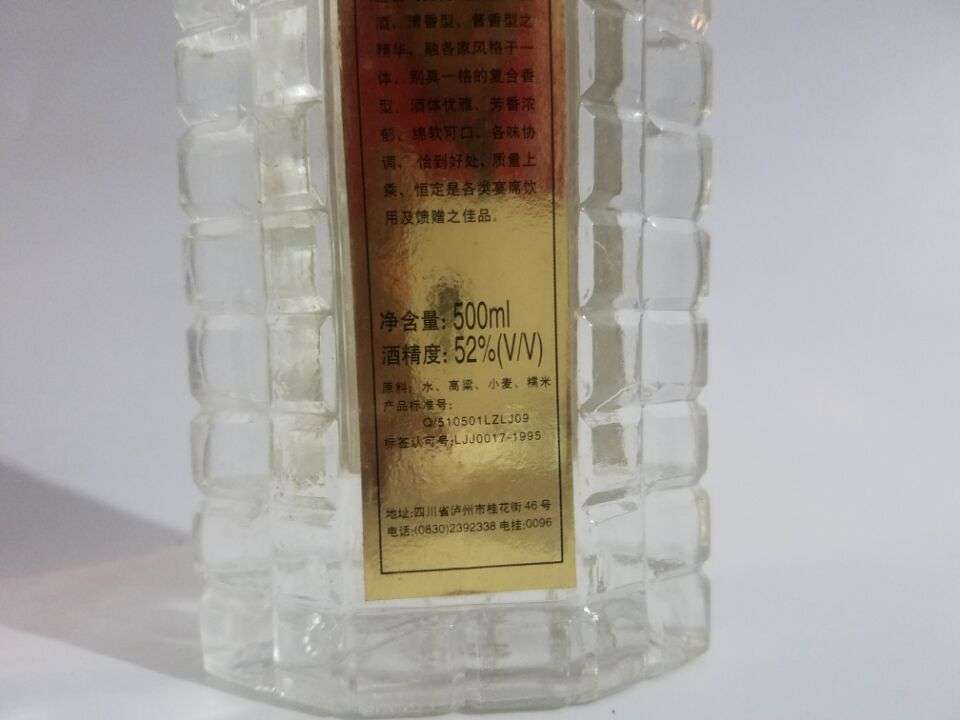 酒、清香型、酱香型之
精华、融各家风格于一
体、别具一格的复合香
型、酒体优雅、芳香浓
郁、绵软可口、各味协
调、恰到好处、质量上
乘、恒定是各类宴席饮
用及馈赠之佳品。
净含量: 500ml
酒精度: 52%(V/V)
原料: 水、高粱、小麦、糯米
产品标准号:
Q/510501LZLJ09
标签认可号:LJJ0017-1995
地址:四川省泸州市桂花街46号
电话:(0830)2392338 电挂:0096